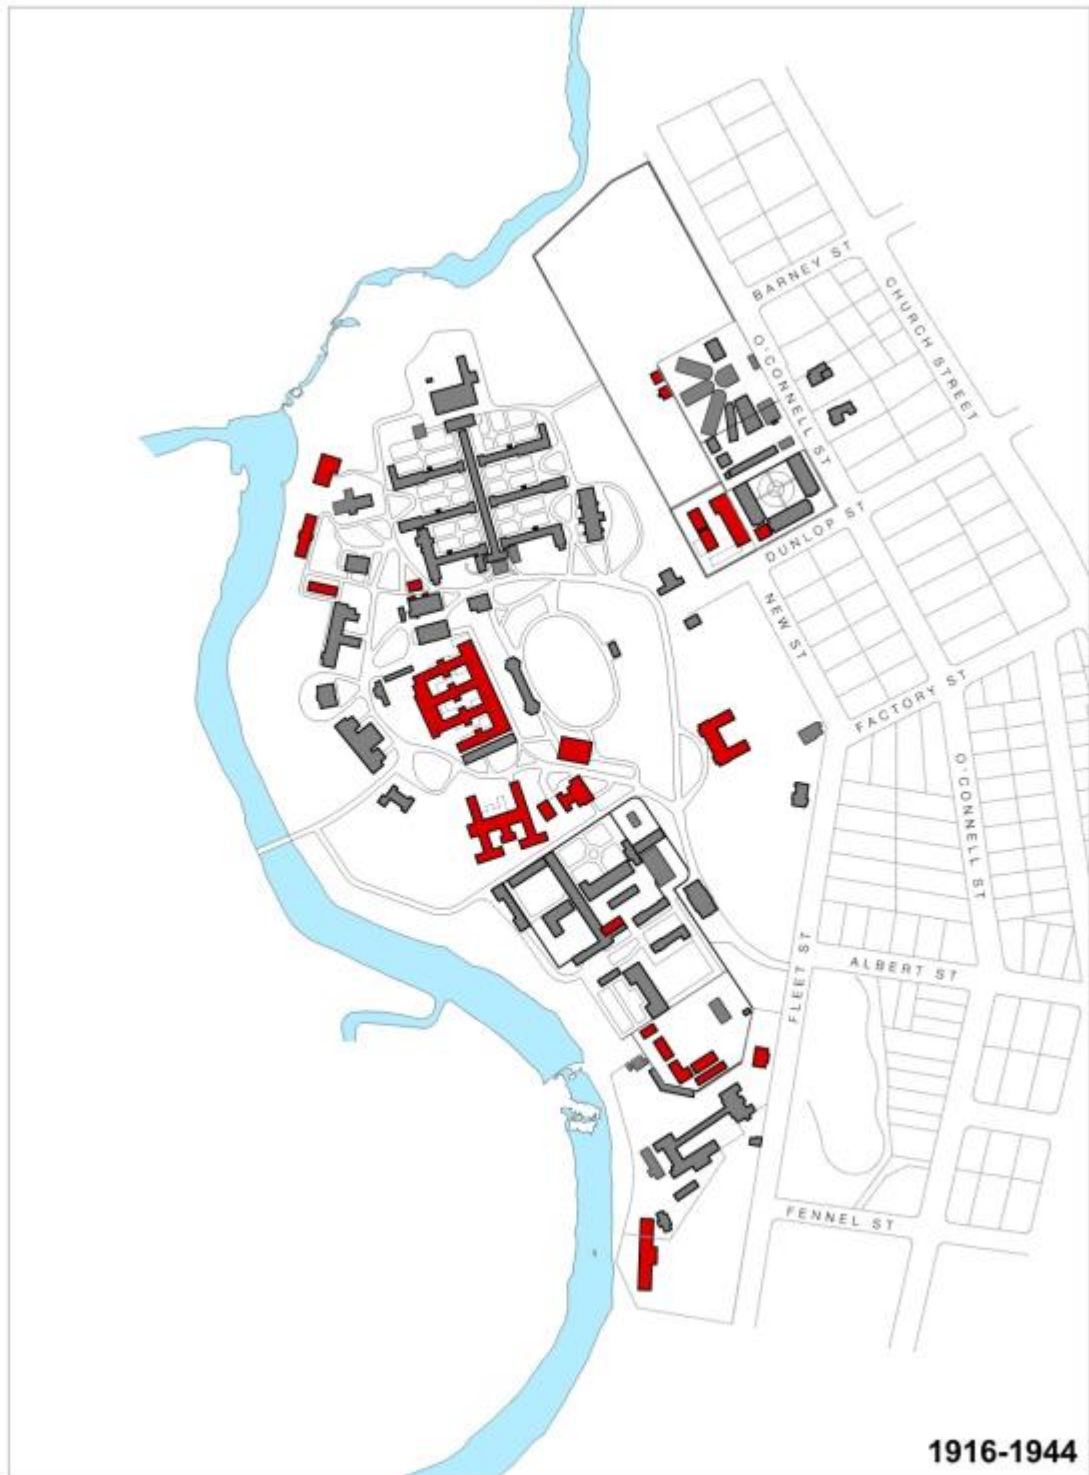 BARNEY ST
CHURCH STREET
O'CONNELL ST
DUNLOP ST
NEW ST
FACTORY ST
O'CONNELL ST
FLEET ST
ALBERT ST
FENNEL ST
1916-1944